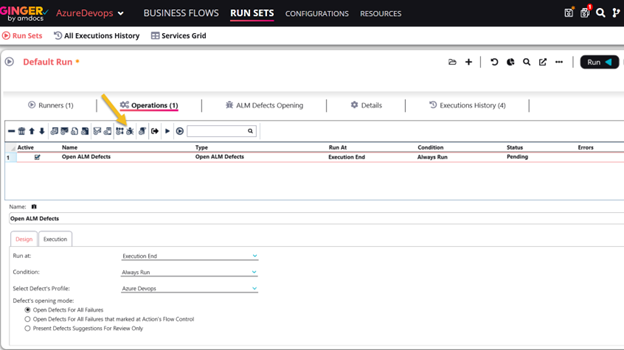 GINGER
by amdocs
AzureDevops
BUSINESS FLOWS
RUN SETS
CONFIGURATIONS
RESOURCES
Run Sets
All Executions History
Services Grid
Default Run *
Run
Runners (1)
Operations (1)
ALM Defects Opening
Details
Executions History (4)
Active Name Type Run At Condition Status Errors
1 Open ALM Defects Open ALM Defects Execution End Always Run Pending
Name:
Open ALM Defects
Design
Execution
Run at: Execution End
Condition: Always Run
Select Defect's Profile: Azure Devops
Defect's opening mode:
Open Defects For All Failures
Open Defects For All Failures that marked at Action's Flow Control
Present Defects Suggestions For Review Only